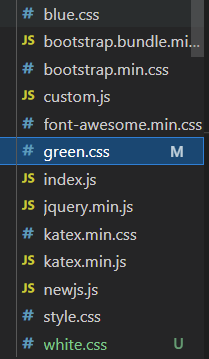 # blue.css
JS bootstrap.bundle.mi...
# bootstrap.min.css
JS custom.js
# font-awesome.min.css
# green.css M
JS index.js
JS jquery.min.js
# katex.min.css
JS katex.min.js
JS newjs.js
# style.css
# white.css U